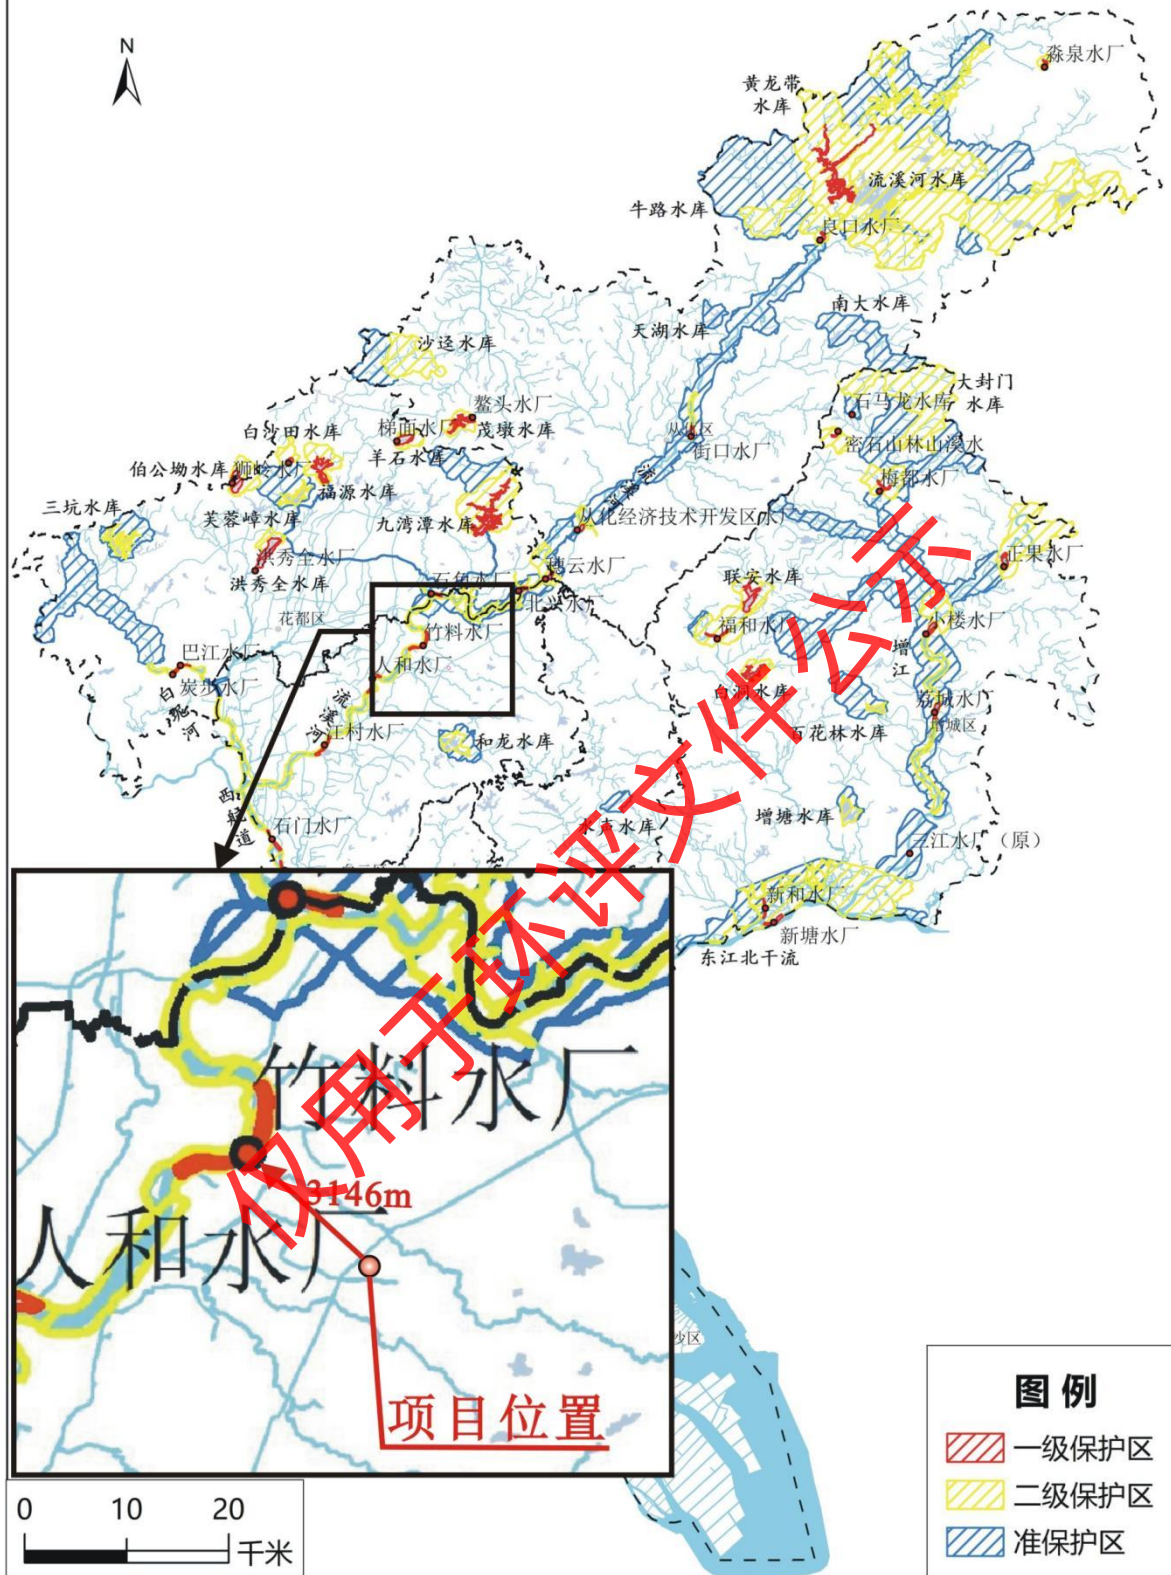 N
淼泉水厂
黄龙带
水库
流溪河水库
牛路水库
良口水厂
南大水库
天湖水库
沙迳水库
大封门
水库
石马龙水库
鳌头水厂
梯面水厂
茂墩水库
从化区
街口水厂
密石山林山溪水
白沙田水库
羊石水库
伯公坳水库
狮岭水厂
福源水库
流溪河
梅都水厂
三坑水库
芙蓉嶂水库
九湾潭水库
从化经济技术开发区水厂
洪秀全水厂
洪秀全水库
穗云水厂
正果水厂
石角水厂
北兴水厂
联安水库
花都区
竹料水厂
福和水厂
小楼水厂
增江
巴江水厂
人和水厂
炭步水厂
白坭河
流溪河
白洞水库
荔城水厂
增城区
江村水厂
和龙水库
百花林水库
西航道
石门水厂
水声水库
增塘水库
三江水厂（原）
新和水厂
新塘水厂
东江北干流
竹料水厂
3146m
人和水厂
项目位置
沙区
仅用于环评文件公示
图例
一级保护区
二级保护区
准保护区
0 10 20
千米